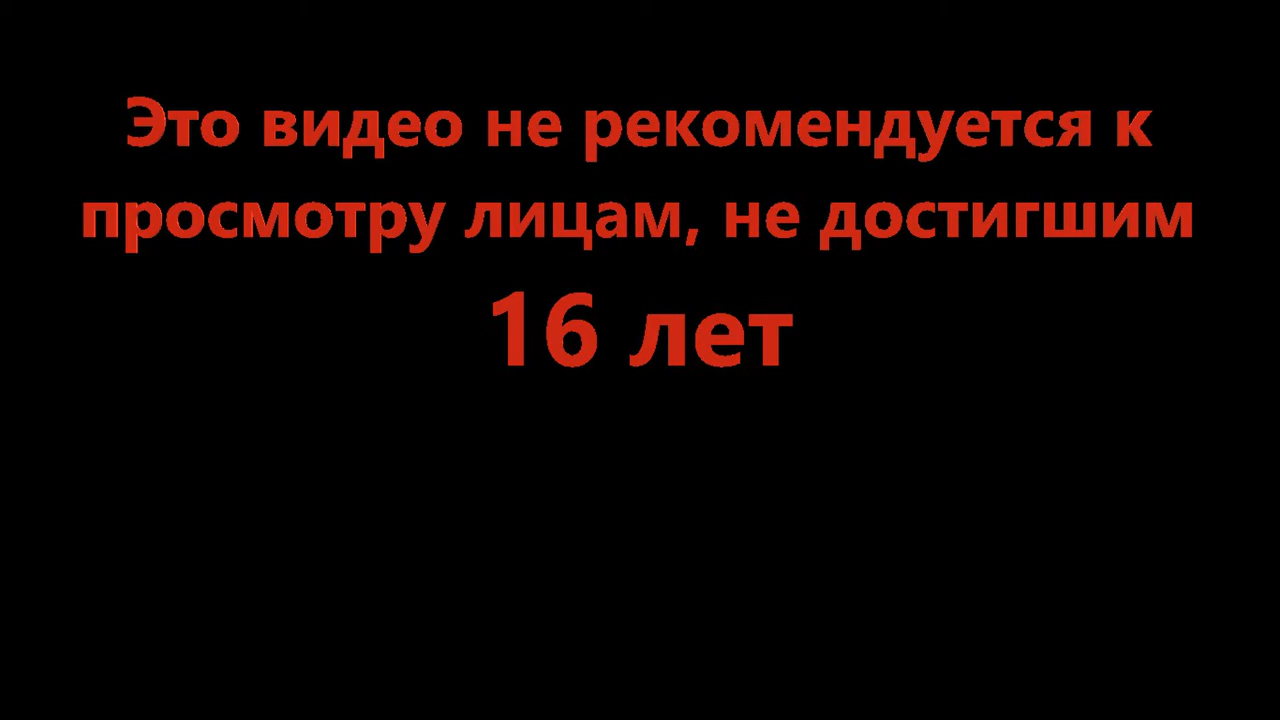 Это видео не рекомендуется к
просмотру лицам, не достигшим
16 лет